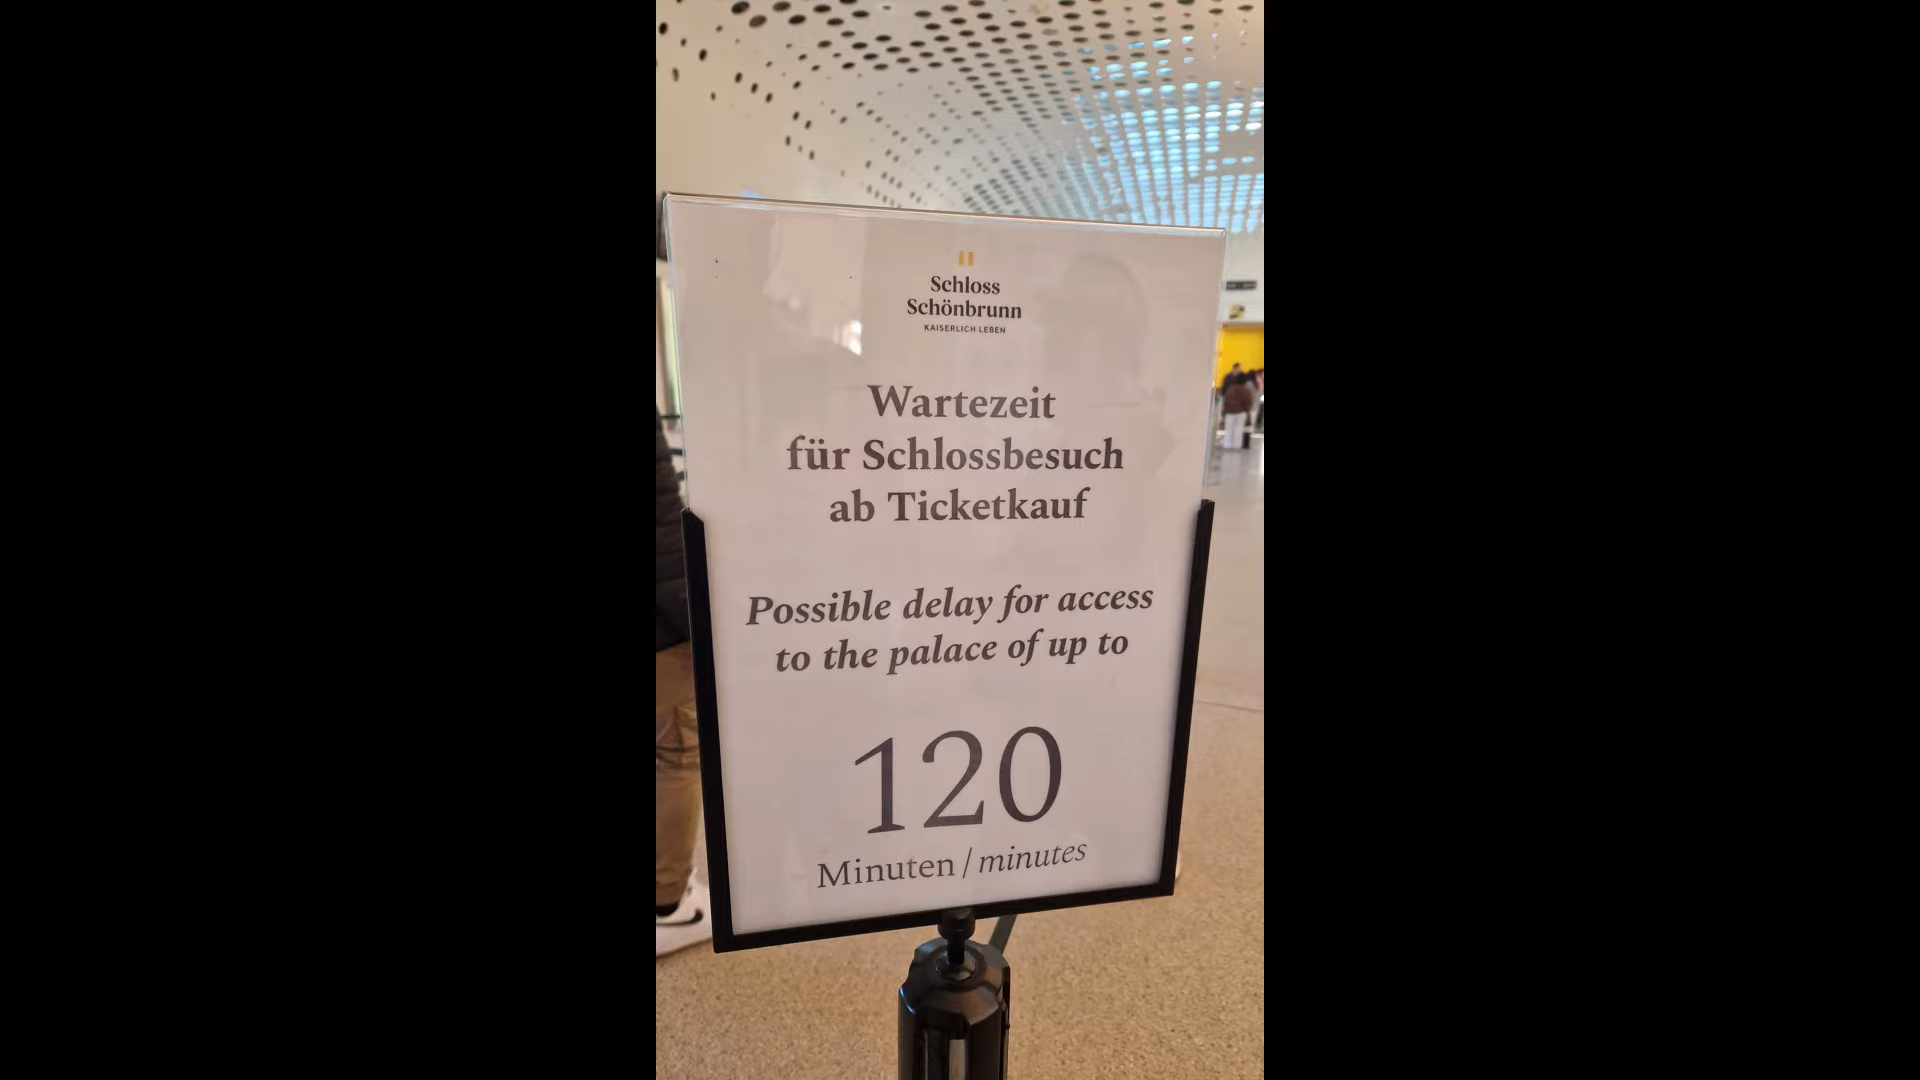 Schloss
Schönbrunn
KAISERLICH LEBEN
Wartezeit
für Schlossbesuch
ab Ticketkauf
Possible delay for access
to the palace of up to
120
Minuten / minutes